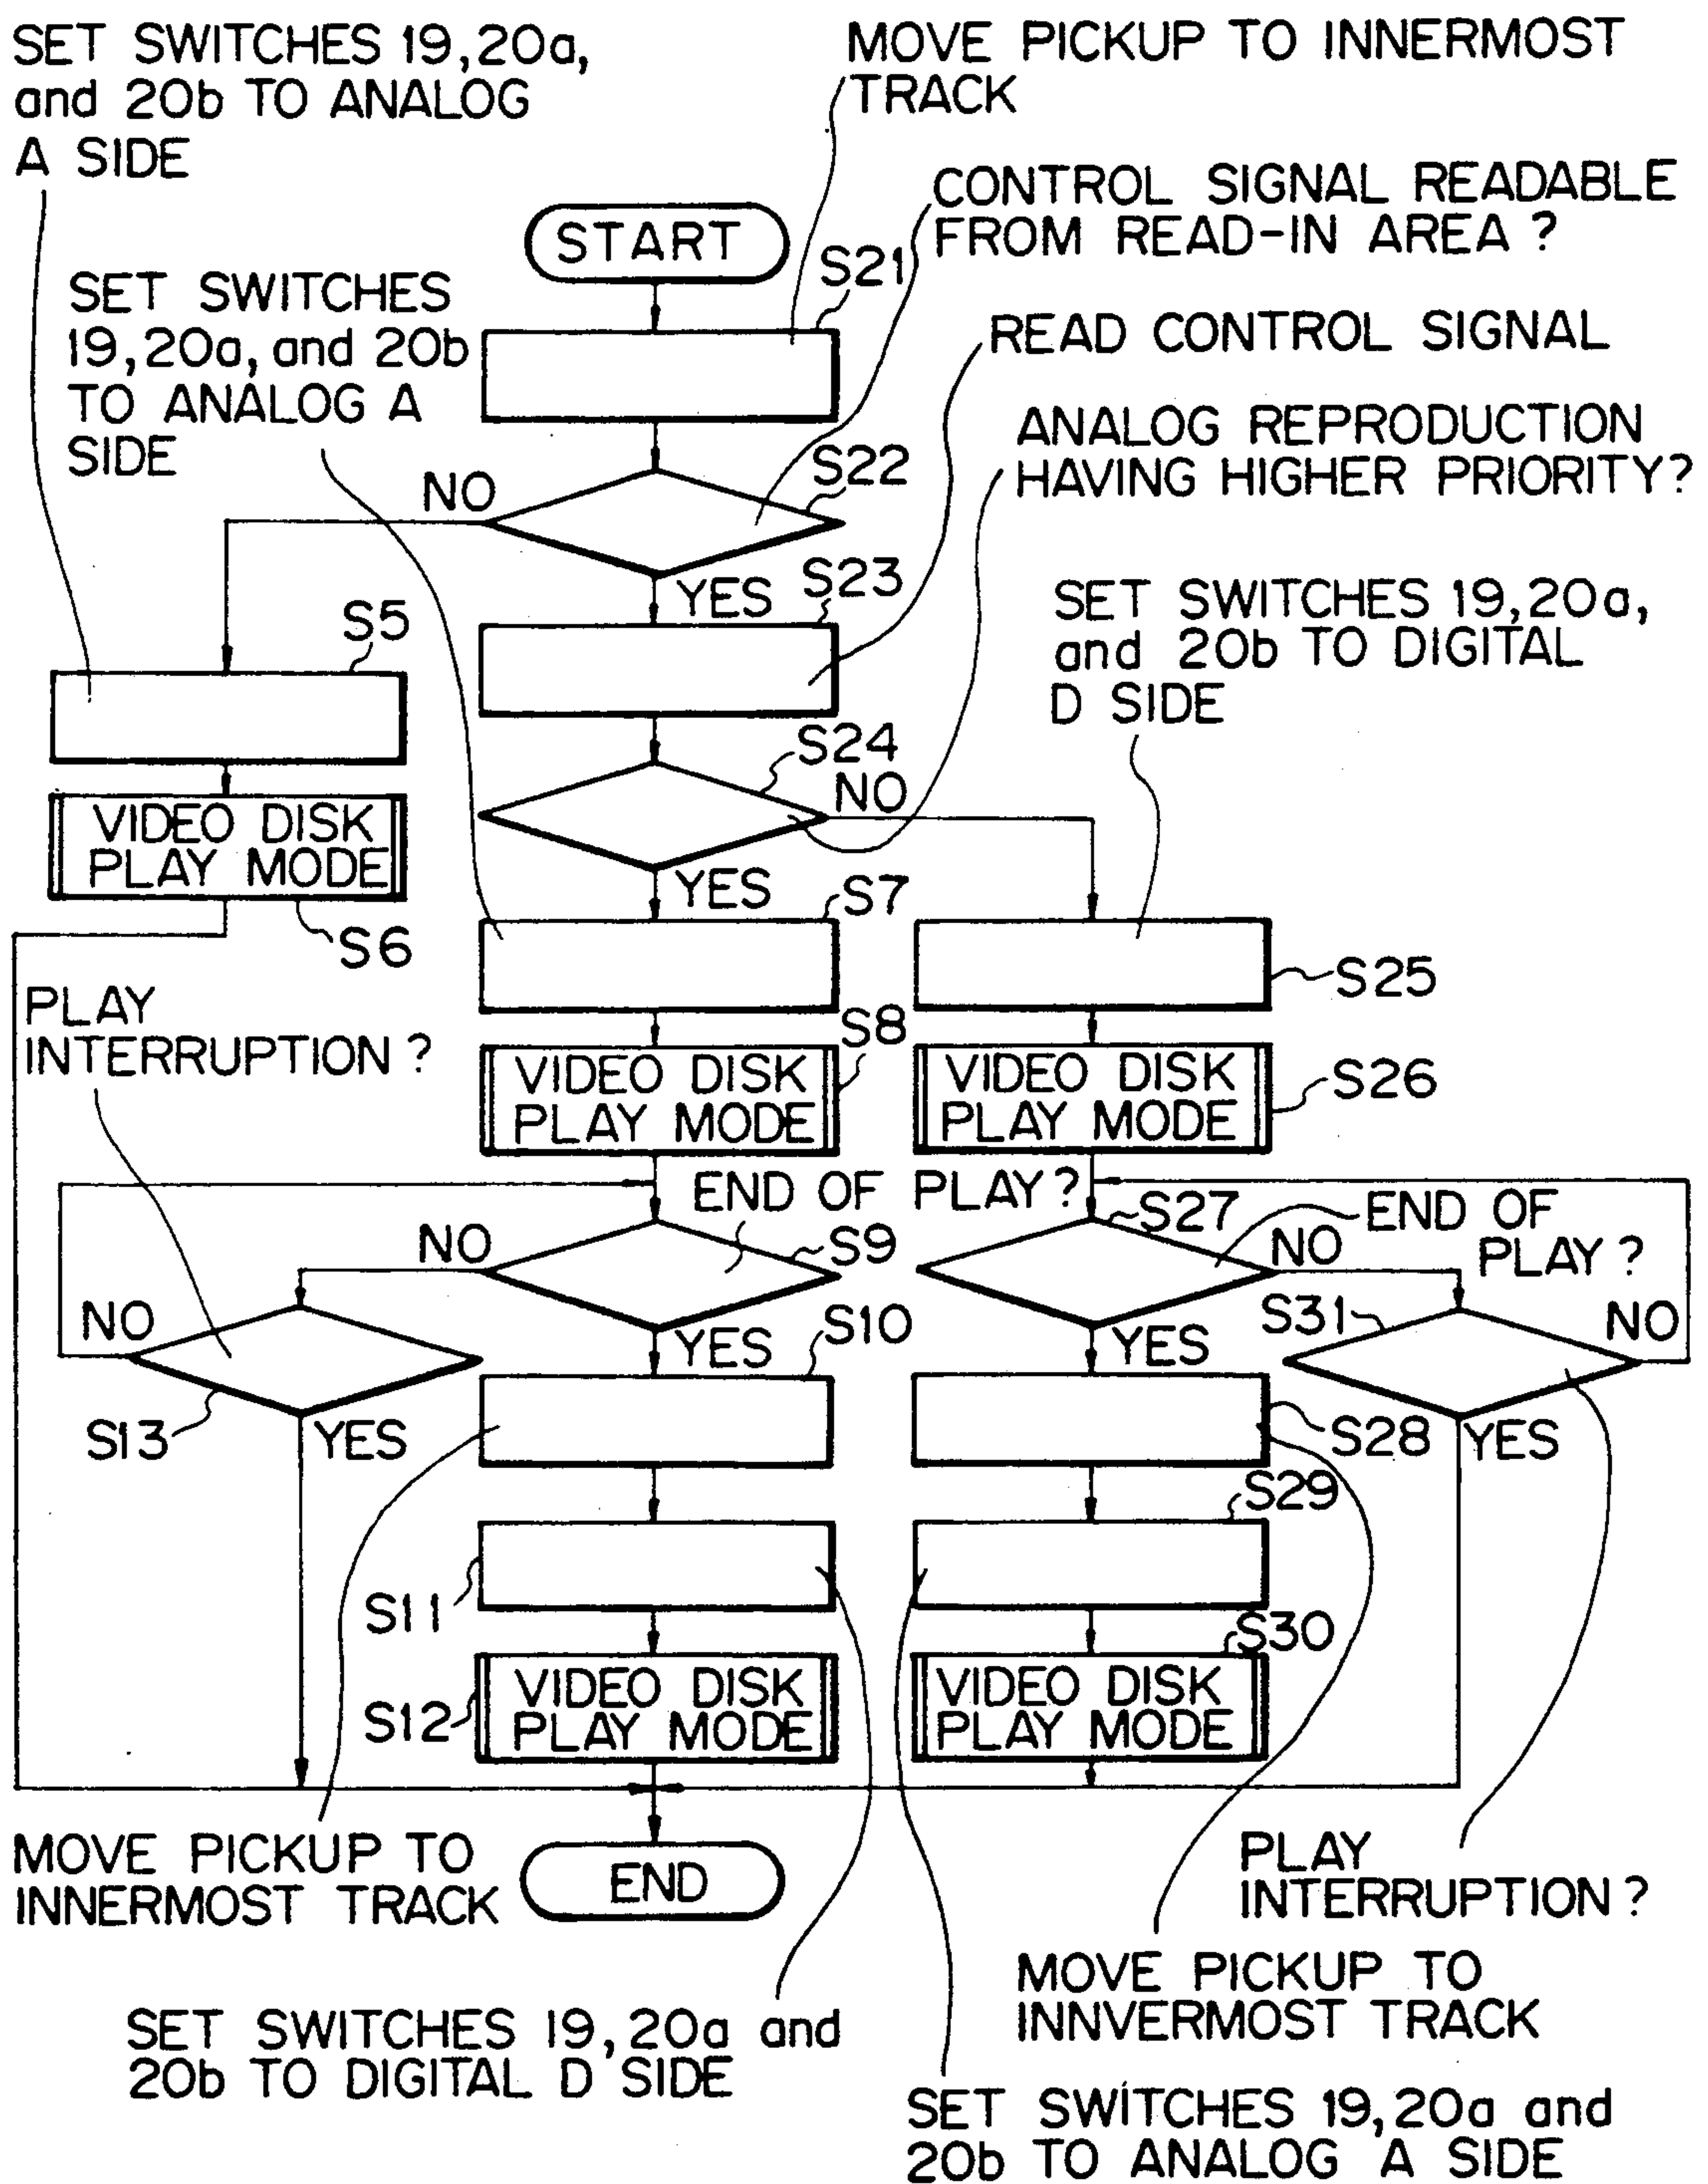 SET SWITCHES 19,20a,
and 20b TO ANALOG
A SIDE
MOVE PICKUP TO INNERMOST
TRACK
CONTROL SIGNAL READABLE
FROM READ-IN AREA ?
START
S21
SET SWITCHES
19,20a, and 20b
TO ANALOG A
SIDE
READ CONTROL SIGNAL
ANALOG REPRODUCTION
HAVING HIGHER PRIORITY?
S22
NO
YES
S23
SET SWITCHES 19,20a,
and 20b TO DIGITAL
D SIDE
S5
S24
NO
VIDEO DISK
PLAY MODE
YES
S7
S6
S25
PLAY
INTERRUPTION ?
S8
VIDEO DISK
PLAY MODE
VIDEO DISK
PLAY MODE
S26
END OF PLAY ?
S27
END OF
PLAY ?
NO
S9
NO
NO
S10
S31
NO
YES
YES
S13
YES
S28
YES
S29
S11
S30
VIDEO DISK
PLAY MODE
S12
VIDEO DISK
PLAY MODE
MOVE PICKUP TO
INNERMOST TRACK
END
PLAY
INTERRUPTION ?
MOVE PICKUP TO
INNVERMOST TRACK
SET SWITCHES 19,20a and
20b TO DIGITAL D SIDE
SET SWITCHES 19,20a and
20b TO ANALOG A SIDE